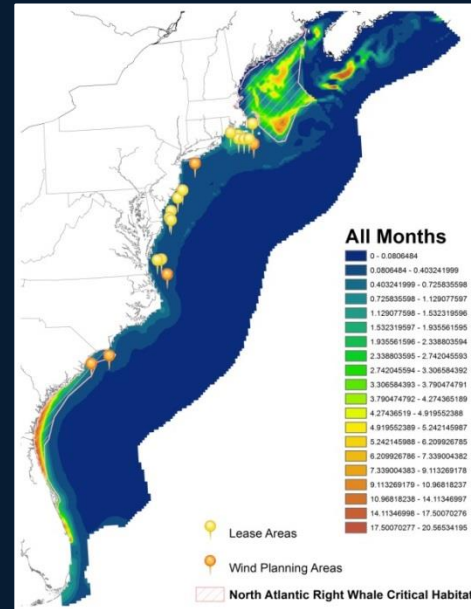 All Months
0 - 0.0806484
0.0806484 - 0.403241999
0.403241999 - 0.725835598
0.725835598 - 1.129077597
1.129077598 - 1.532319596
1.532319597 - 1.935561595
1.935561596 - 2.338803594
2.338803595 - 2.742045593
2.742045594 - 3.306584392
3.306584393 - 3.790474791
3.790474792 - 4.274365189
4.27436519 - 4.919552388
4.919552389 - 5.242145987
5.242145988 - 6.209926785
6.209926786 - 7.339004382
7.339004383 - 9.113269178
9.113269179 - 10.96818237
10.96818238 - 14.11346997
14.11346998 - 17.50070276
17.50070277 - 20.56534195
Lease Areas
Wind Planning Areas
North Atlantic Right Whale Critical Habitat